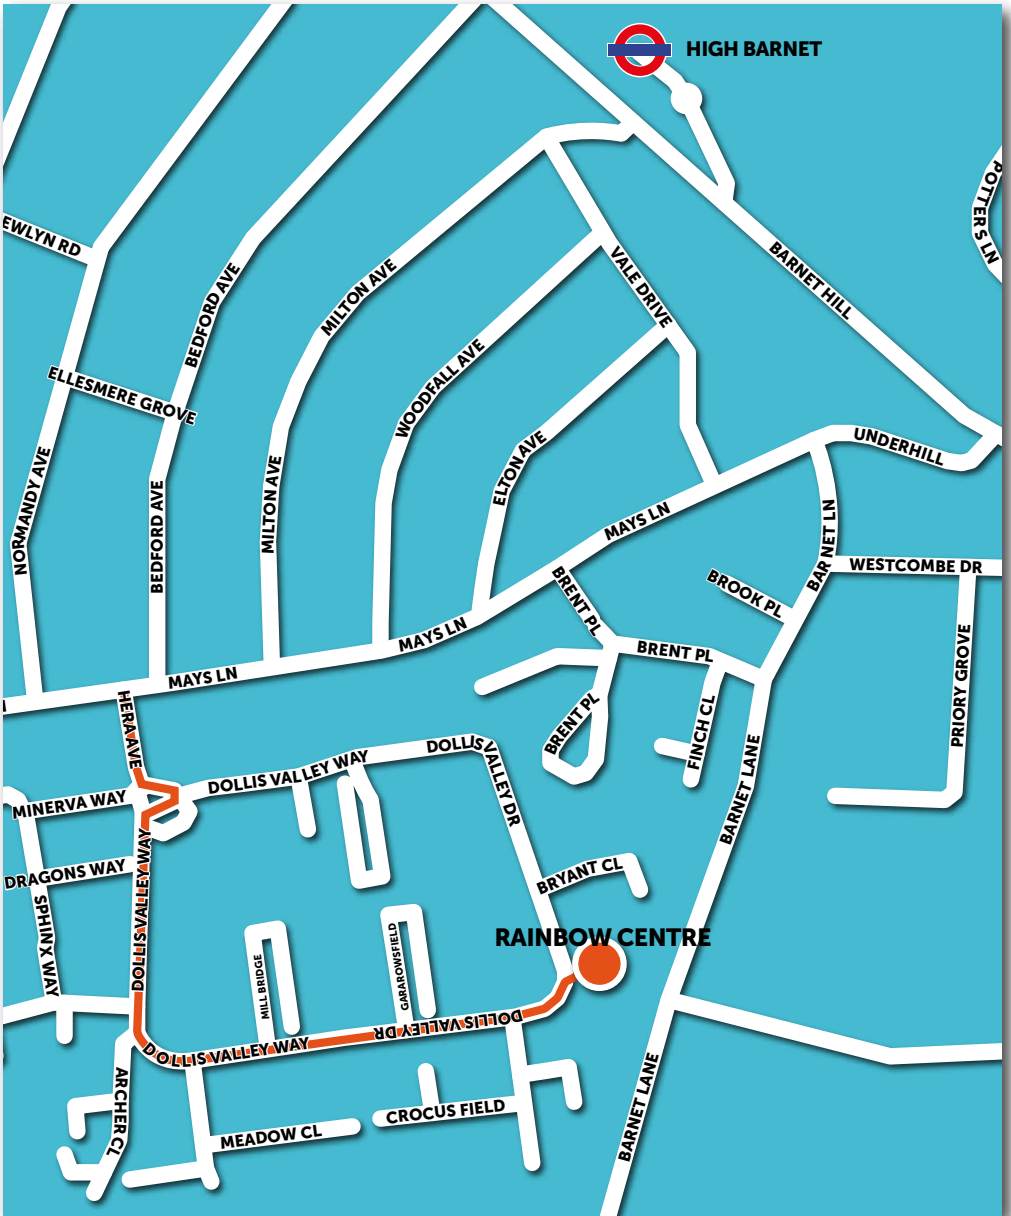 HIGH BARNET
POTTERS LN
EWLYN RD
BARNET HILL
VALE DRIVE
BEDFORD AVE
MILTON AVE
WOODFALL AVE
ELLESMERE GROVE
ELTON AVE
UNDERHILL
NORMANDY AVE
BEDFORD AVE
MILTON AVE
MAYS LN
BARNET LN
WESTCOMBE DR
BROOK PL
BRENT PL
MAYS LN
BRENT PL
PRIORY GROVE
MAYS LN
HERA AVE
BRENT PL
FINCH CL
DOLLIS VALLEY DR
DOLLIS VALLEY WAY
BARNET LANE
MINERVA WAY
DRAGONS WAY
DOLLIS VALLEY WAY
BRYANT CL
SPHINX WAY
RAINBOW CENTRE
MILL BRIDGE
GARAROWSFIELD
DOLLIS VALLEY DR
DOLLIS VALLEY WAY
ARCHER CL
CROCUS FIELD
MEADOW CL
BARNET LANE